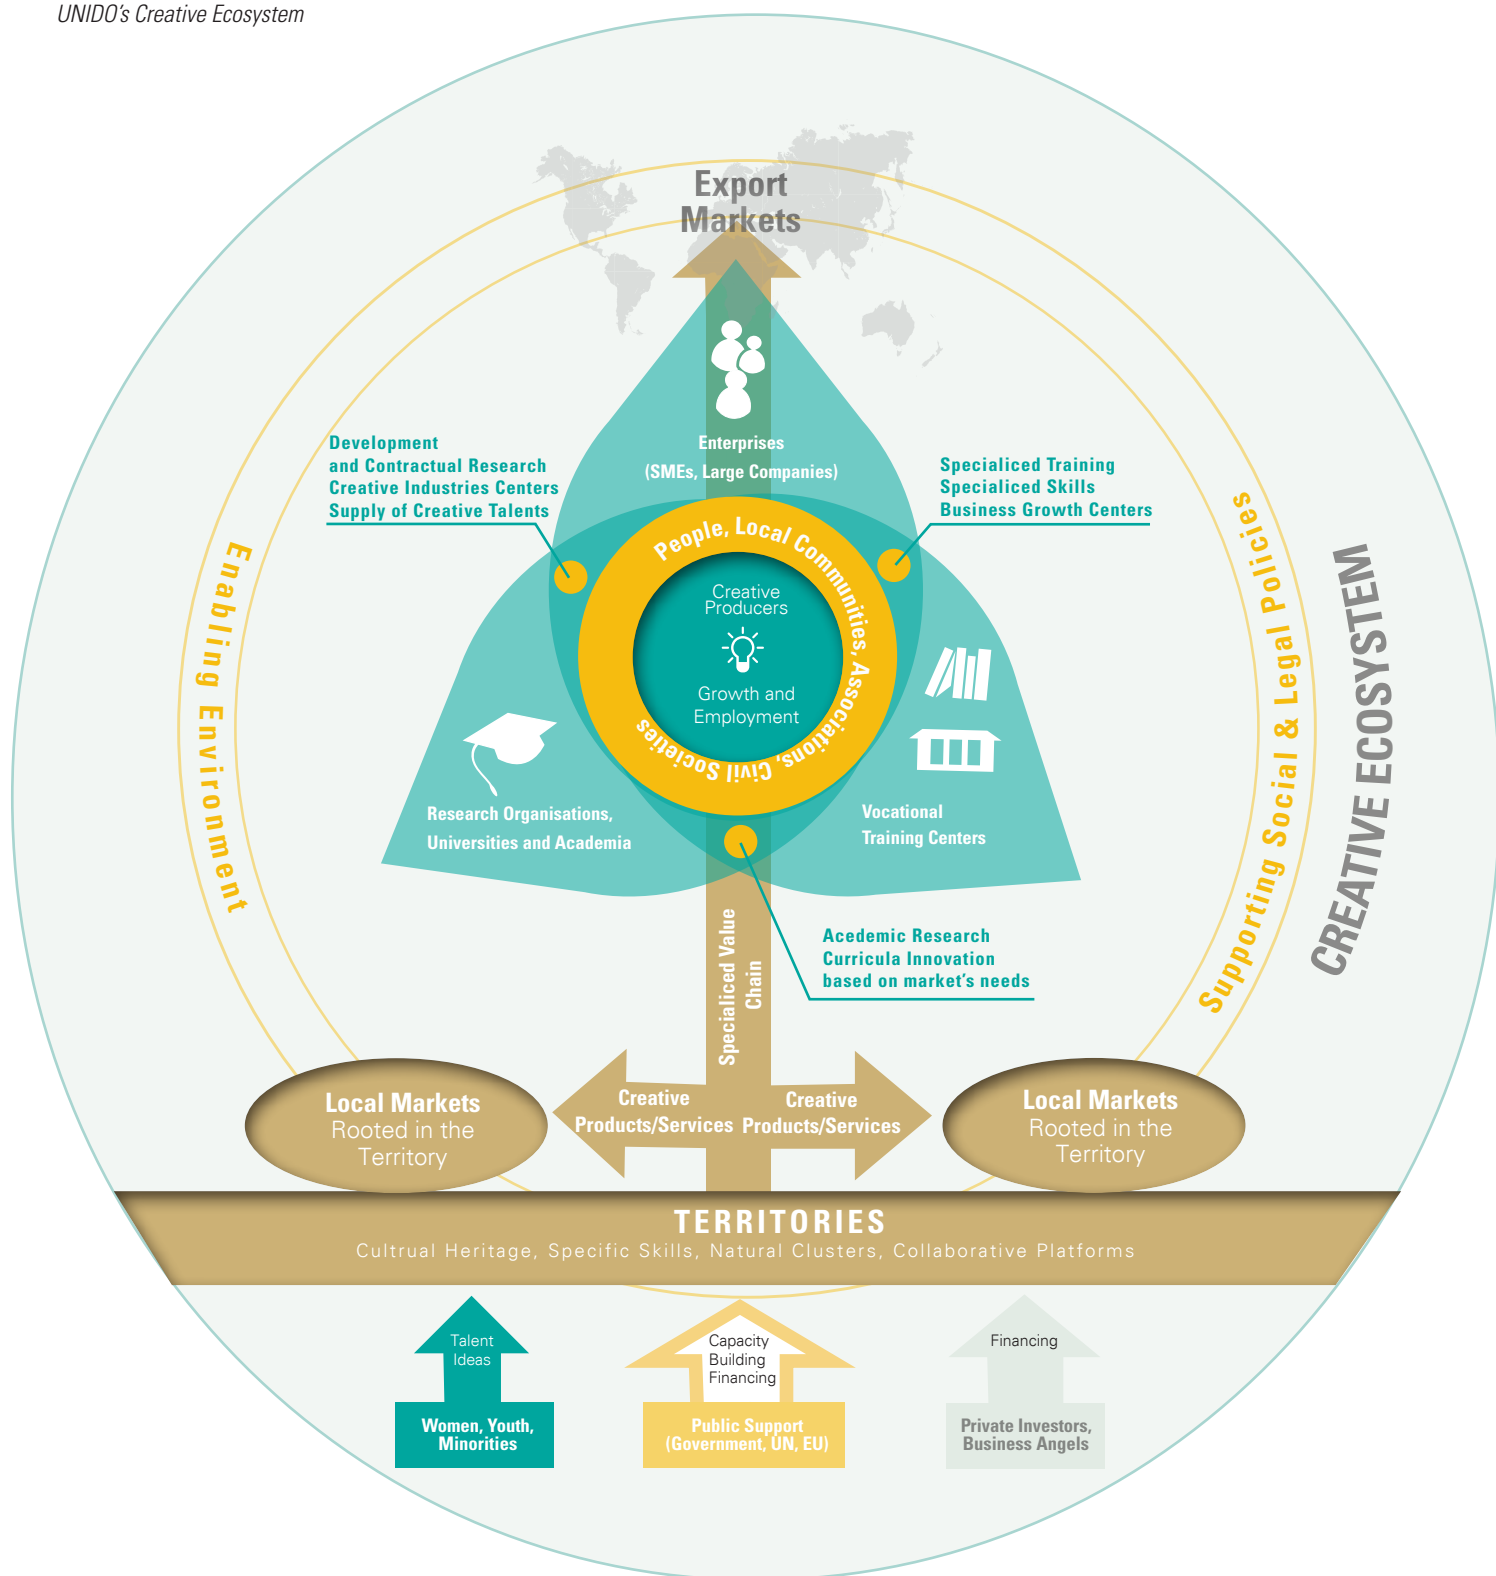 UNIDO's Creative Ecosystem
Export
Markets
Enterprises
(SMEs, Large Companies)
Development
and Contractual Research
Creative Industries Centers
Supply of Creative Talents
Specialiced Training
Specialiced Skills
Business Growth Centers
People, Local Communities, Associations, Civil Societies
Creative
Producers
Growth and
Employment
Enabling Environment
Supporting Social & Legal Policies
CREATIVE ECOSYSTEM
Research Organisations,
Universities and Academia
Vocational
Training Centers
Acedemic Research
Curricula Innovation
based on market's needs
Specialiced Value
Chain
Local Markets
Rooted in the
Territory
Creative
Products/Services
Creative
Products/Services
Local Markets
Rooted in the
Territory
TERRITORIES
Cultrual Heritage, Specific Skills, Natural Clusters, Collaborative Platforms
Talent
Ideas
Women, Youth,
Minorities
Capacity
Building
Financing
Public Support
(Government, UN, EU)
Financing
Private Investors,
Business Angels